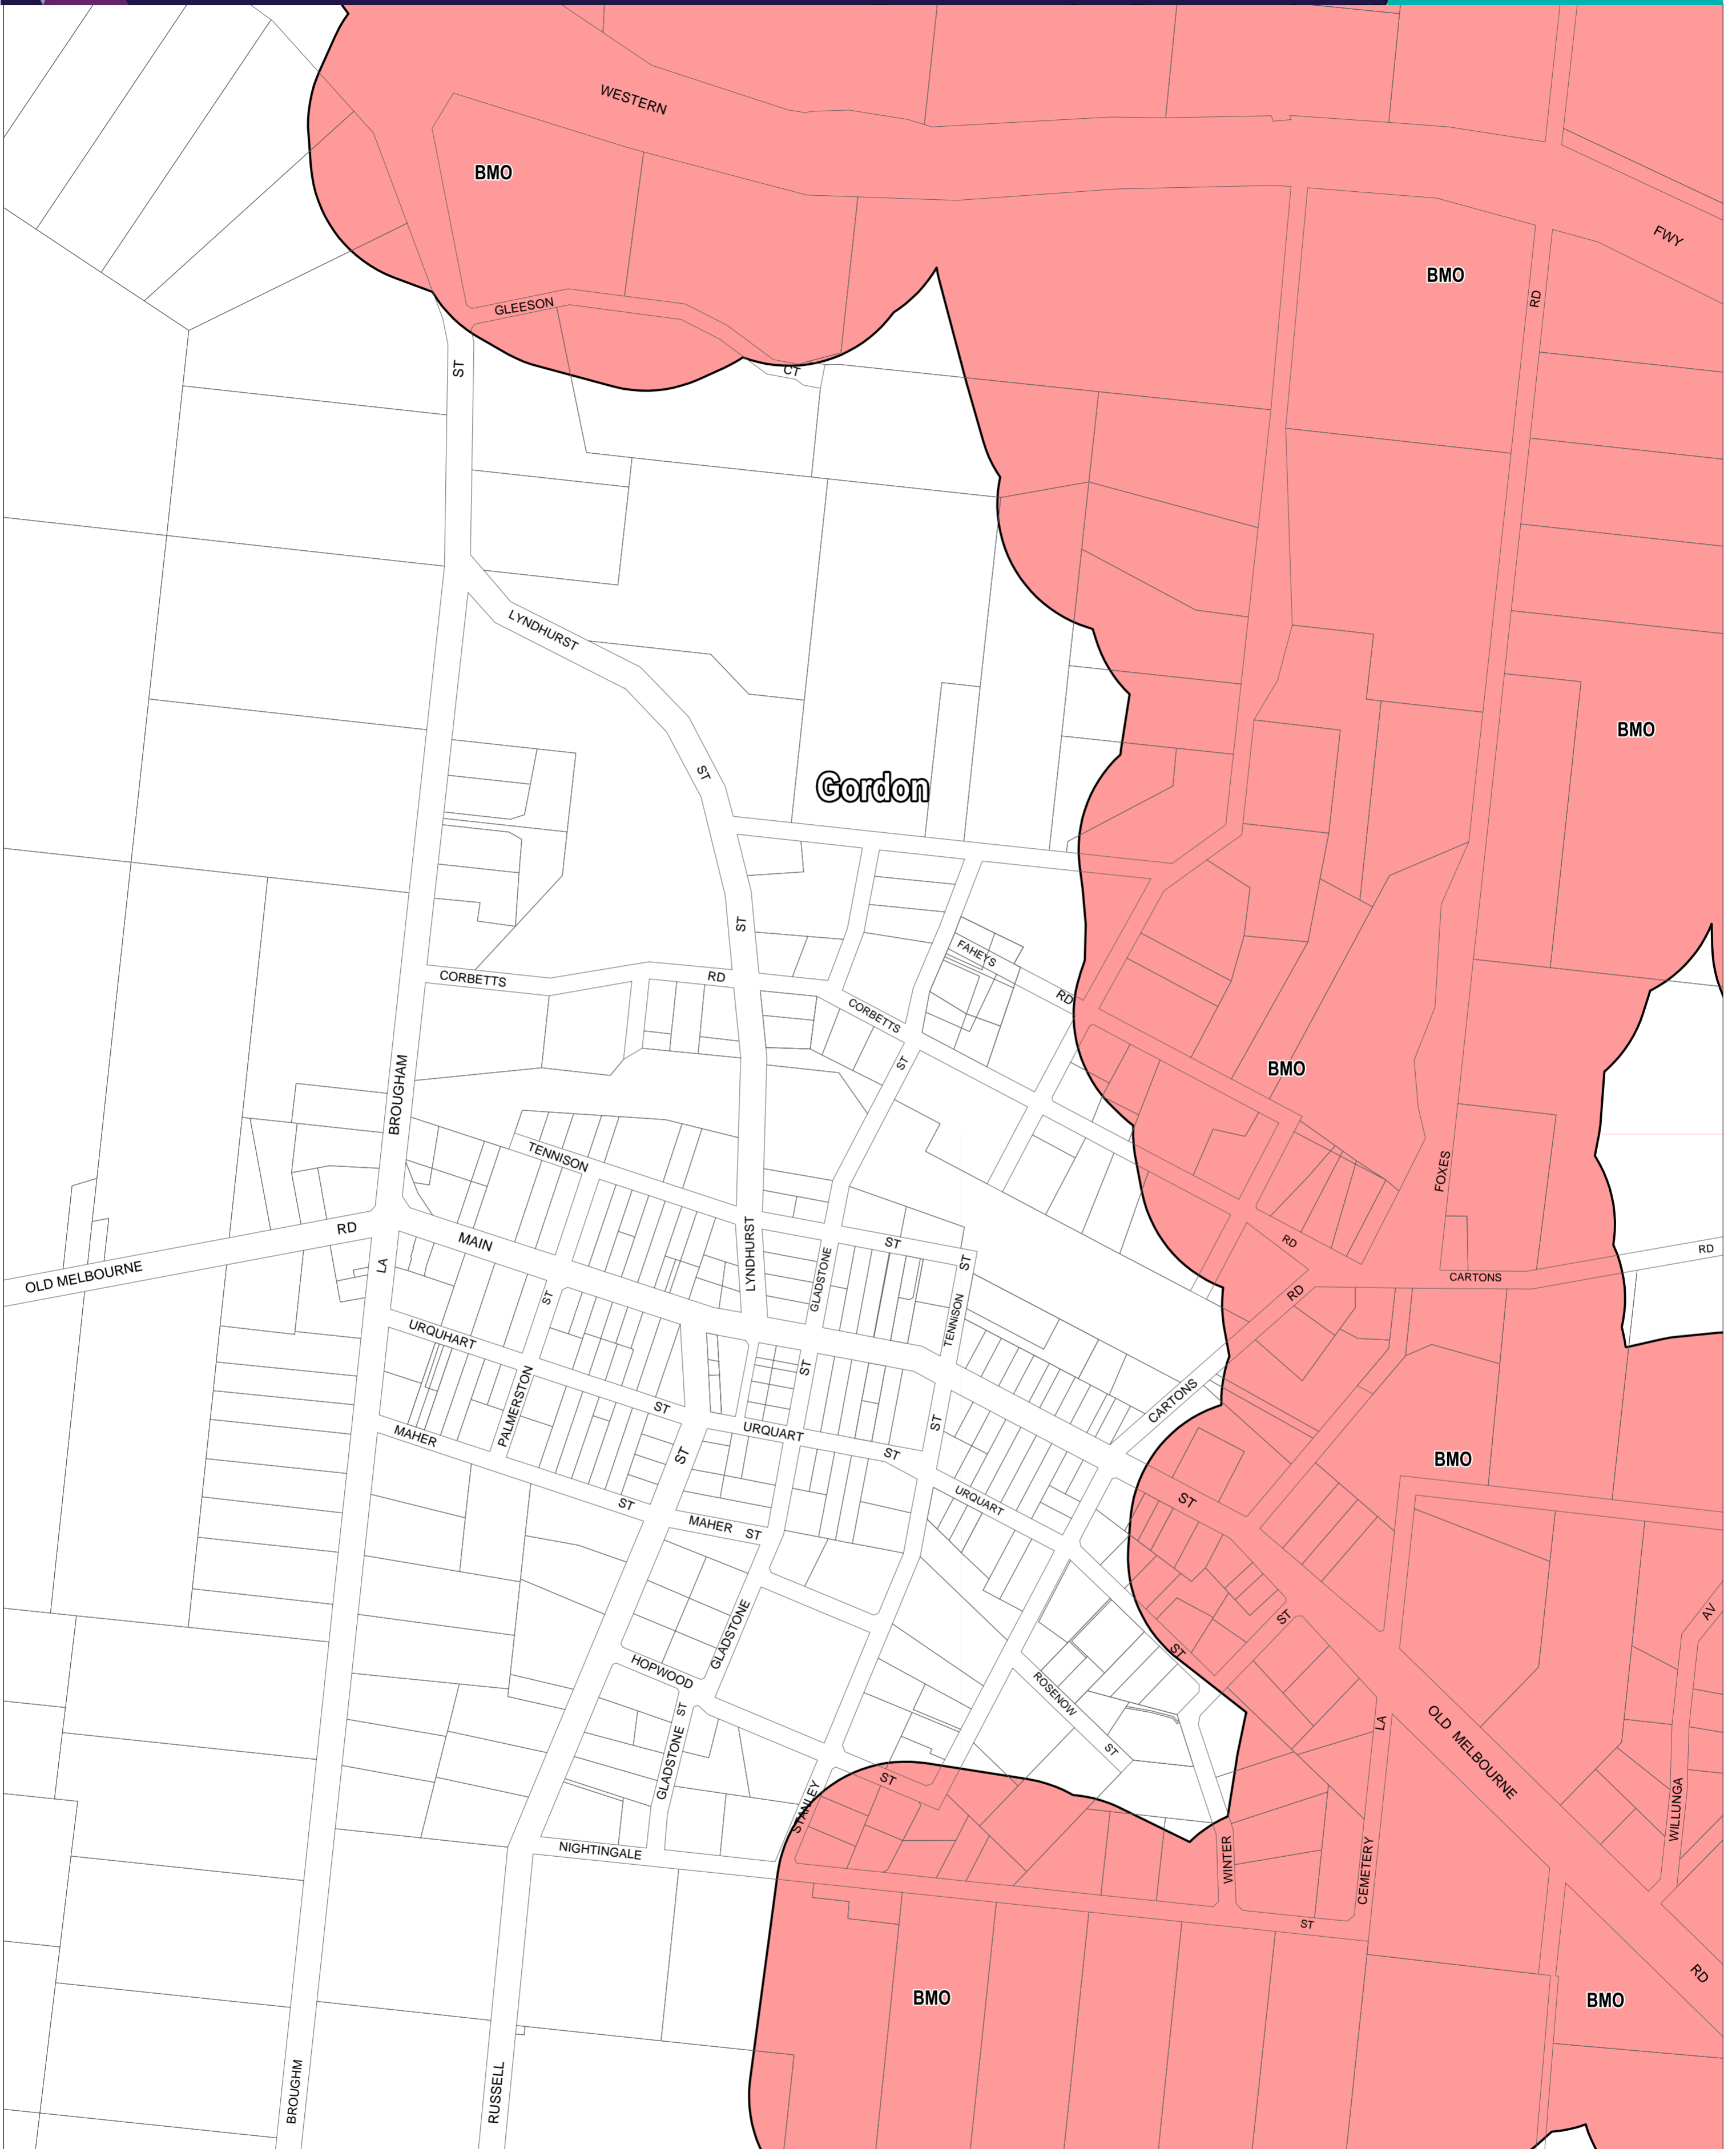 WESTERN
BMO
FWY
BMO
RD
GLEESON
CT
ST
LYNDHURST
BMO
ST
Gordon
ST
FAHEYS
RD
CORBETTS
RD
CORBETTS
ST
BMO
BROUGHAM
TENNISON
FOXES
RD
MAIN
LYNDHURST
ST
ST
RD
RD
OLD MELBOURNE
LA
GLADSTONE
CARTONS
RD
ST
TENNISON
URQUHART
ST
CARTONS
PALMERSTON
ST
ST
MAHER
URQUART
ST
ST
BMO
ST
URQUART
ST
ST
MAHER ST
GLADSTONE
ST
AV
ST
HOPWOOD
ROSENOW
ST
ST
LA
OLD MELBOURNE
GLADSTONE
ST
STANLEY
WILLUNGA
NIGHTINGALE
WINTER
CEMETERY
ST
RD
BMO
BMO
BROUGHM
RUSSELL